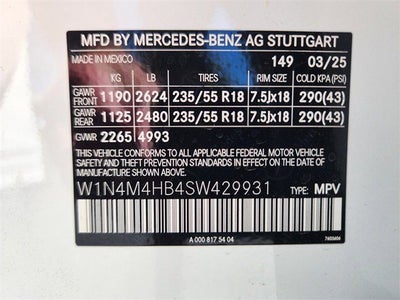 MFD BY MERCEDES-BENZ AG STUTTGART
MADE IN MEXICO 149 03/25
KG LB TIRES RIM SIZE COLD KPA (PSI)
GAWR FRONT 1190 2624 235/55 R18 7.5Jx18 290(43)
GAWR REAR 1125 2480 235/55 R18 7.5Jx18 290(43)
GVWR 2265 4993
THIS VEHICLE CONFORMS TO ALL APPLICABLE FEDERAL MOTOR VEHICLE
SAFETY STANDARDS IN EFFECT ON THE DATE OF MANUFACTURE SHOWN
ABOVE.
W1N4M4HB4SW429931 TYPE: MPV
A 000 817 54 04